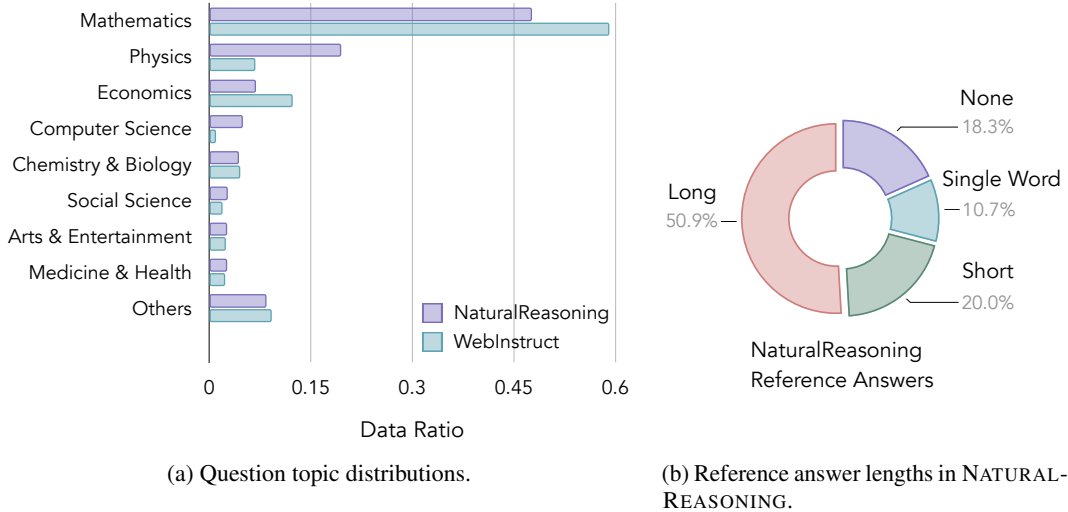 Mathematics
Physics
Economics
Computer Science
Chemistry & Biology
Social Science
Arts & Entertainment
Medicine & Health
Others
NaturalReasoning
WebInstruct
0 0.15 0.3 0.45 0.6
Data Ratio
(a) Question topic distributions.
None
18.3%
Single Word
10.7%
Long
50.9%
Short
20.0%
NaturalReasoning
Reference Answers
(b) Reference answer lengths in NATURAL-
REASONING.